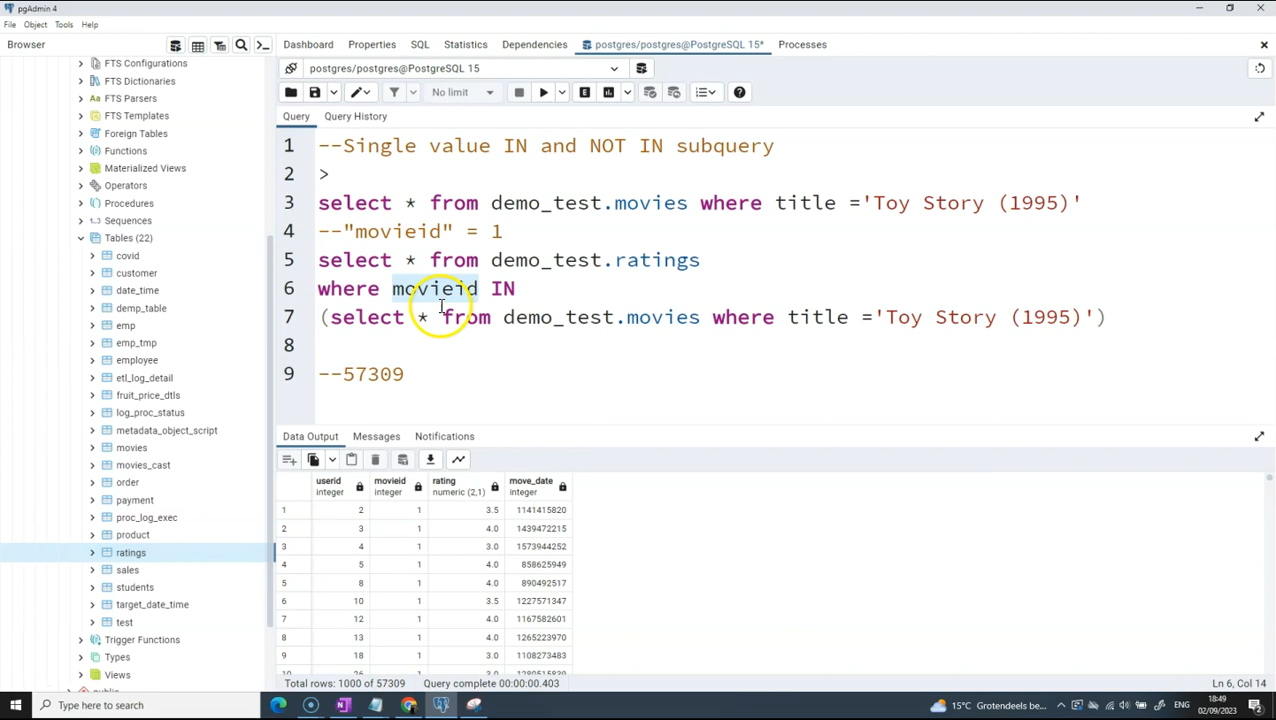 pgAdmin 4
File Object Tools Help
Browser
Dashboard Properties SQL Statistics Dependencies postgres/postgres@PostgreSQL 15* Processes
postgres/postgres@PostgreSQL 15
No limit
E
Query Query History
FTS Configurations
FTS Dictionaries
FTS Parsers
FTS Templates
Foreign Tables
Functions
Materialized Views
Operators
Procedures
Sequences
Tables (22)
covid
customer
date_time
demp_table
emp
emp_tmp
employee
etl_log_detail
fruit_price_dtls
log_proc_status
metadata_object_script
movies
movies_cast
order
payment
proc_log_exec
product
ratings
sales
students
target_date_time
test
Trigger Functions
Types
Views
1 --Single value IN and NOT IN subquery
2 >
3 select * from demo_test.movies where title ='Toy Story (1995)'
4 --"movieid" = 1
5 select * from demo_test.ratings
6 where movieid IN
7 (select * from demo_test.movies where title ='Toy Story (1995)')
8
9 --57309
Data Output Messages Notifications
userid integer movieid integer rating numeric (2,1) move_date integer
1 2 1 3.5 1141415820
2 3 1 4.0 1439472215
3 4 1 3.0 1573944252
4 5 1 4.0 858625949
5 8 1 4.0 890492517
6 10 1 3.5 1227571347
7 12 1 4.0 1167582601
8 13 1 4.0 1265223970
9 18 1 3.0 1108273483
Total rows: 1000 of 57309 Query complete 00:00:00.403 Ln 6, Col 14
Type here to search
15°C Grotendeels be... ENG 18:49 02/09/2023